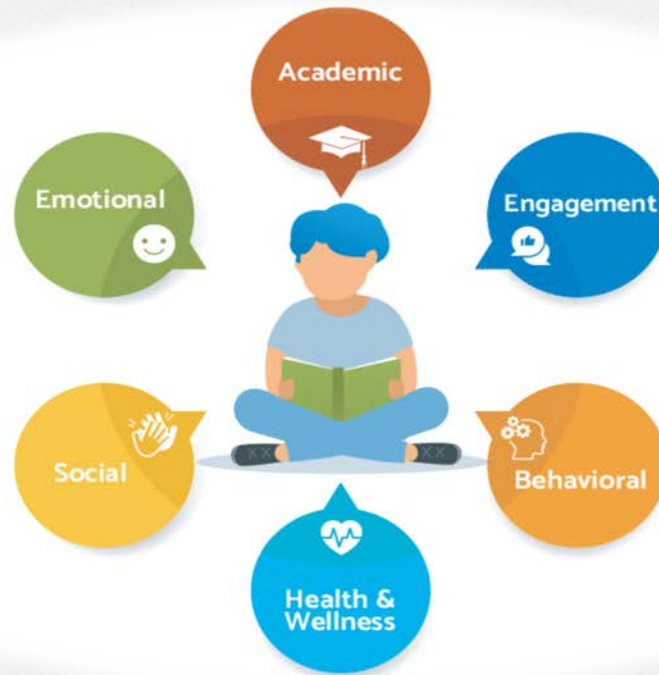 Academic
Emotional
Engagement
Social
Behavioral
Health &
Wellness